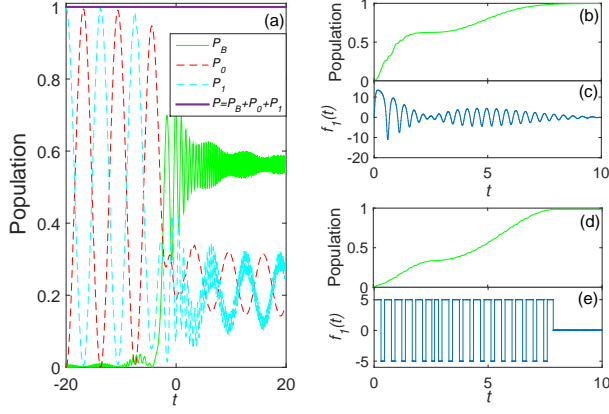 (a)
Population
1
0.8
0.6
0.4
0.2
0
-20
0
20
t
P_B
P_0
P_1
P=P_B+P_0+P_1
(b)
Population
1
0.5
0
(c)
f_1(t)
20
10
0
-10
-20
0
5
10
t
(d)
Population
1
0.5
0
(e)
f_1(t)
5
0
-5
0
5
10
t